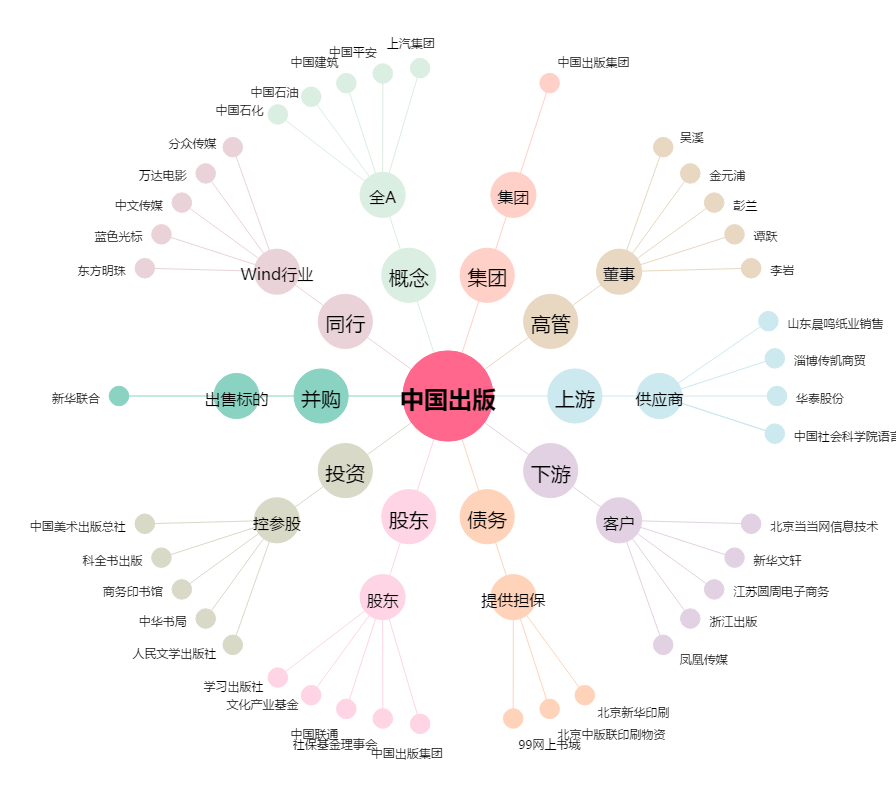 上汽集团
中国平安
中国建筑
中国出版集团
中国石油
中国石化
吴溪
分众传媒
万达电影
金元浦
中文传媒
全A
集团
彭兰
蓝色光标
谭跃
东方明珠
Wind行业
概念
集团
董事
李岩
同行
高管
山东晨鸣纸业销售
淄博传凯商贸
新华联合
出售标的
并购
中国出版
上游
供应商
华泰股份
中国社会科学院语言
投资
下游
中国美术出版总社
控参股
股东
债务
客户
北京当当网信息技术
科全书出版
新华文轩
商务印书馆
股东
提供担保
江苏圆周电子商务
中华书局
浙江出版
人民文学出版社
凤凰传媒
学习出版社
文化产业基金
北京新华印刷
中国联通
北京中版联印刷物资
社保基金理事会
99网上书城
中国出版集团